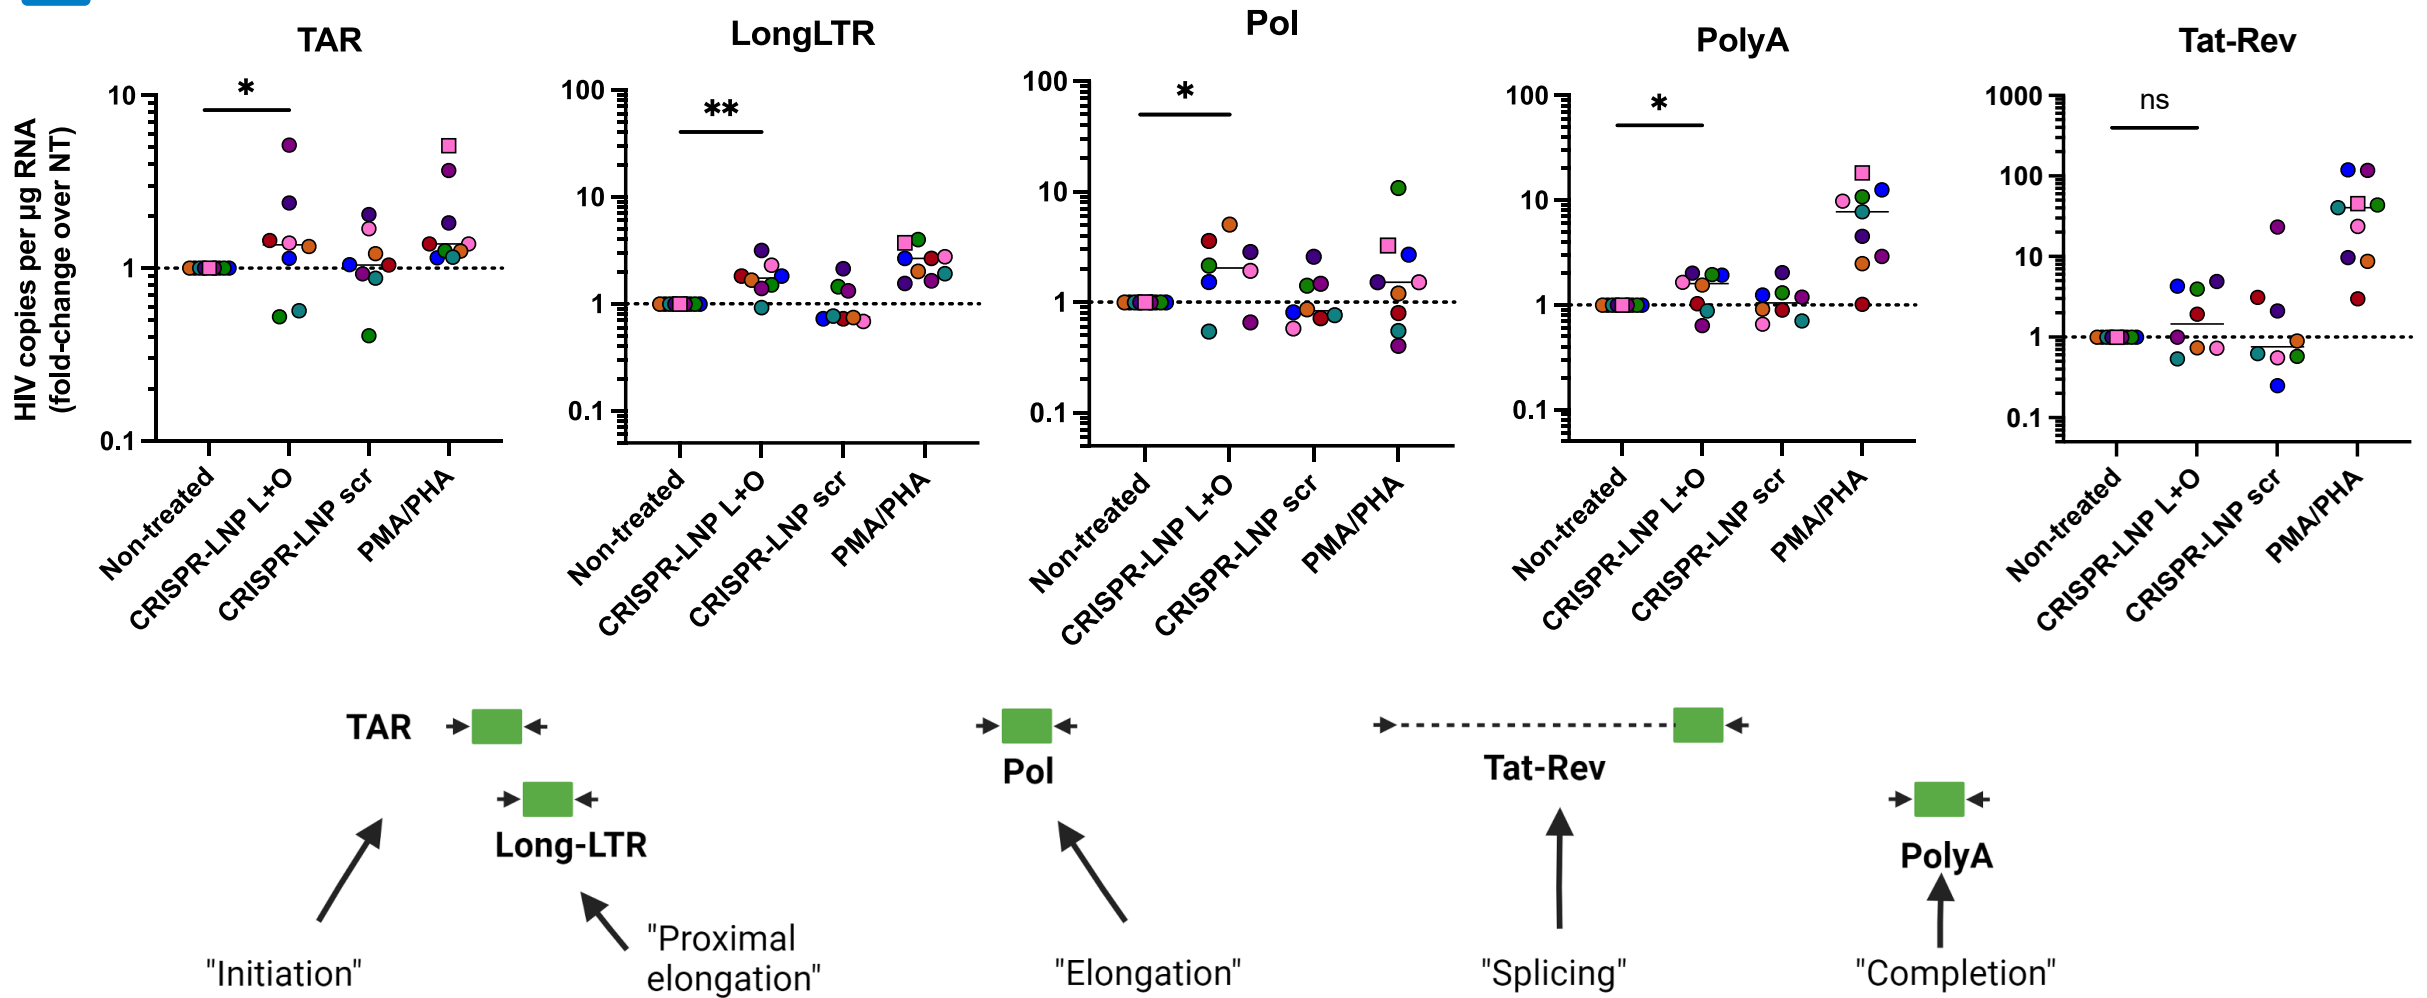 TAR
LongLTR
Pol
PolyA
Tat-Rev
HIV copies per µg RNA
(fold-change over NT)
10
1
0.1
*
Non-treated
CRISPR-LNP L+O
CRISPR-LNP scr
PMA/PHA
100
10
1
0.1
**
Non-treated
CRISPR-LNP L+O
CRISPR-LNP scr
PMA/PHA
100
10
1
0.1
*
Non-treated
CRISPR-LNP L+O
CRISPR-LNP scr
PMA/PHA
100
10
1
0.1
*
Non-treated
CRISPR-LNP L+O
CRISPR-LNP scr
PMA/PHA
1000
100
10
1
0.1
ns
Non-treated
CRISPR-LNP L+O
CRISPR-LNP scr
PMA/PHA
TAR
Long-LTR
Pol
Tat-Rev
PolyA
"Initiation"
"Proximal
elongation"
"Elongation"
"Splicing"
"Completion"